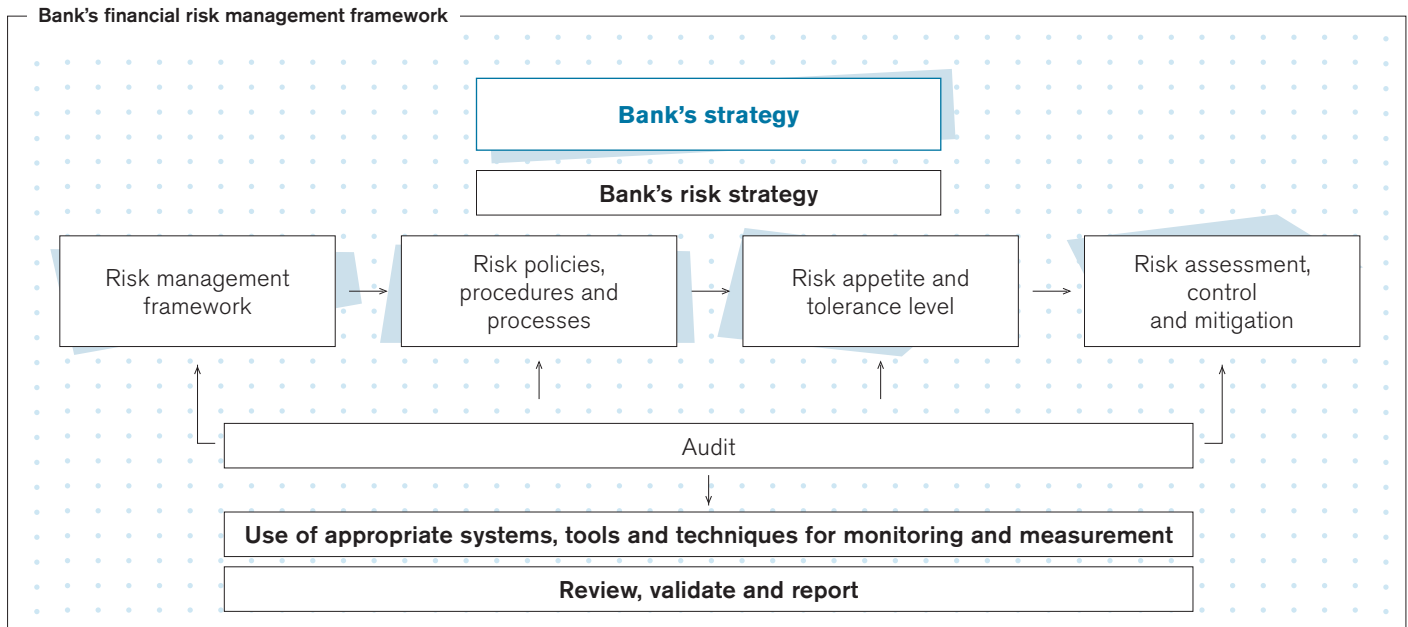 Bank’s financial risk management framework
Bank’s strategy
Bank’s risk strategy
Risk management
framework
Risk policies,
procedures and
processes
Risk appetite and
tolerance level
Risk assessment,
control
and mitigation
Audit
Use of appropriate systems, tools and techniques for monitoring and measurement
Review, validate and report